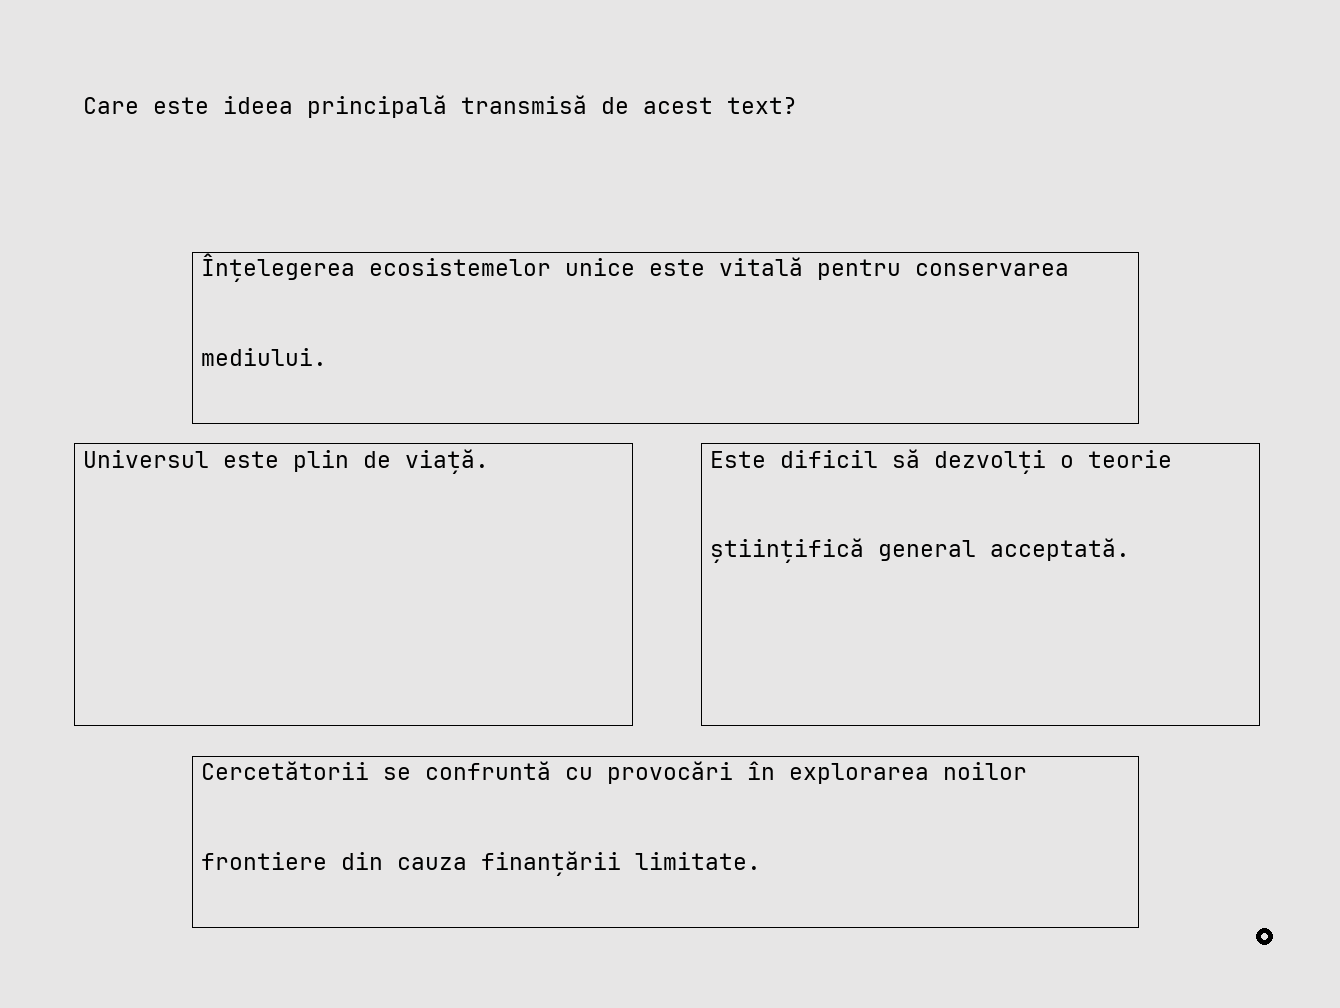 Care este ideea principală transmisă de acest text?
Înțelegerea ecosistemelor unice este vitală pentru conservarea
mediului.
Universul este plin de viață.
Este dificil să dezvolți o teorie
științifică general acceptată.
Cercetătorii se confruntă cu provocări în explorarea noilor
frontiere din cauza finanțării limitate.